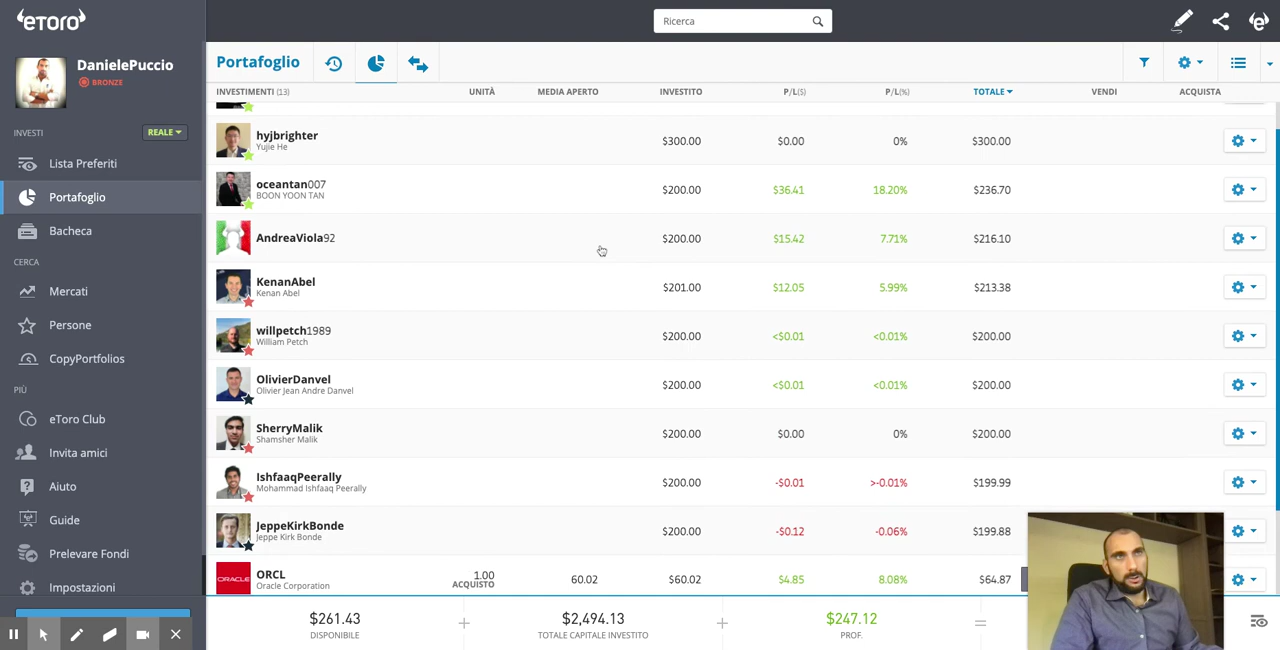 eToro
Ricerca
DanielePuccio
BRONZE
Portafoglio
INVESTIMENTI (13) UNITÀ MEDIA APERTO INVESTITO P/L($) P/L(%) TOTALE VENDI ACQUISTA
INVESTI REALE
Lista Preferiti
Portafoglio
Bacheca
CERCA
Mercati
Persone
CopyPortfolios
PIÙ
eToro Club
Invita amici
Aiuto
Guide
Prelevare Fondi
Impostazioni
hyjbrighter $300.00 $0.00 0% $300.00
Yujie He
oceantan007 $200.00 $36.41 18.20% $236.70
BOON YOON TAN
AndreaViola92 $200.00 $15.42 7.71% $216.10
KenanAbel $201.00 $12.05 5.99% $213.38
Kenan Abel
willpetch1989 $200.00 <$0.01 <0.01% $200.00
William Petch
OlivierDanvel $200.00 <$0.01 <0.01% $200.00
Olivier Jean Andre Danvel
SherryMalik $200.00 $0.00 0% $200.00
Shamsher Malik
IshfaaqPeerally $200.00 -$0.01 >-0.01% $199.99
Mohammad Ishfaaq Peerally
JeppeKirkBonde $200.00 -$0.12 -0.06% $199.88
Jeppe Kirk Bonde
ORACLE
ORCL 1.00 60.02 $60.02 $4.85 8.08% $64.87
Oracle Corporation ACQUISTO
$261.43 + $2,494.13 + $247.12 =
DISPONIBILE TOTALE CAPITALE INVESTITO PROF.